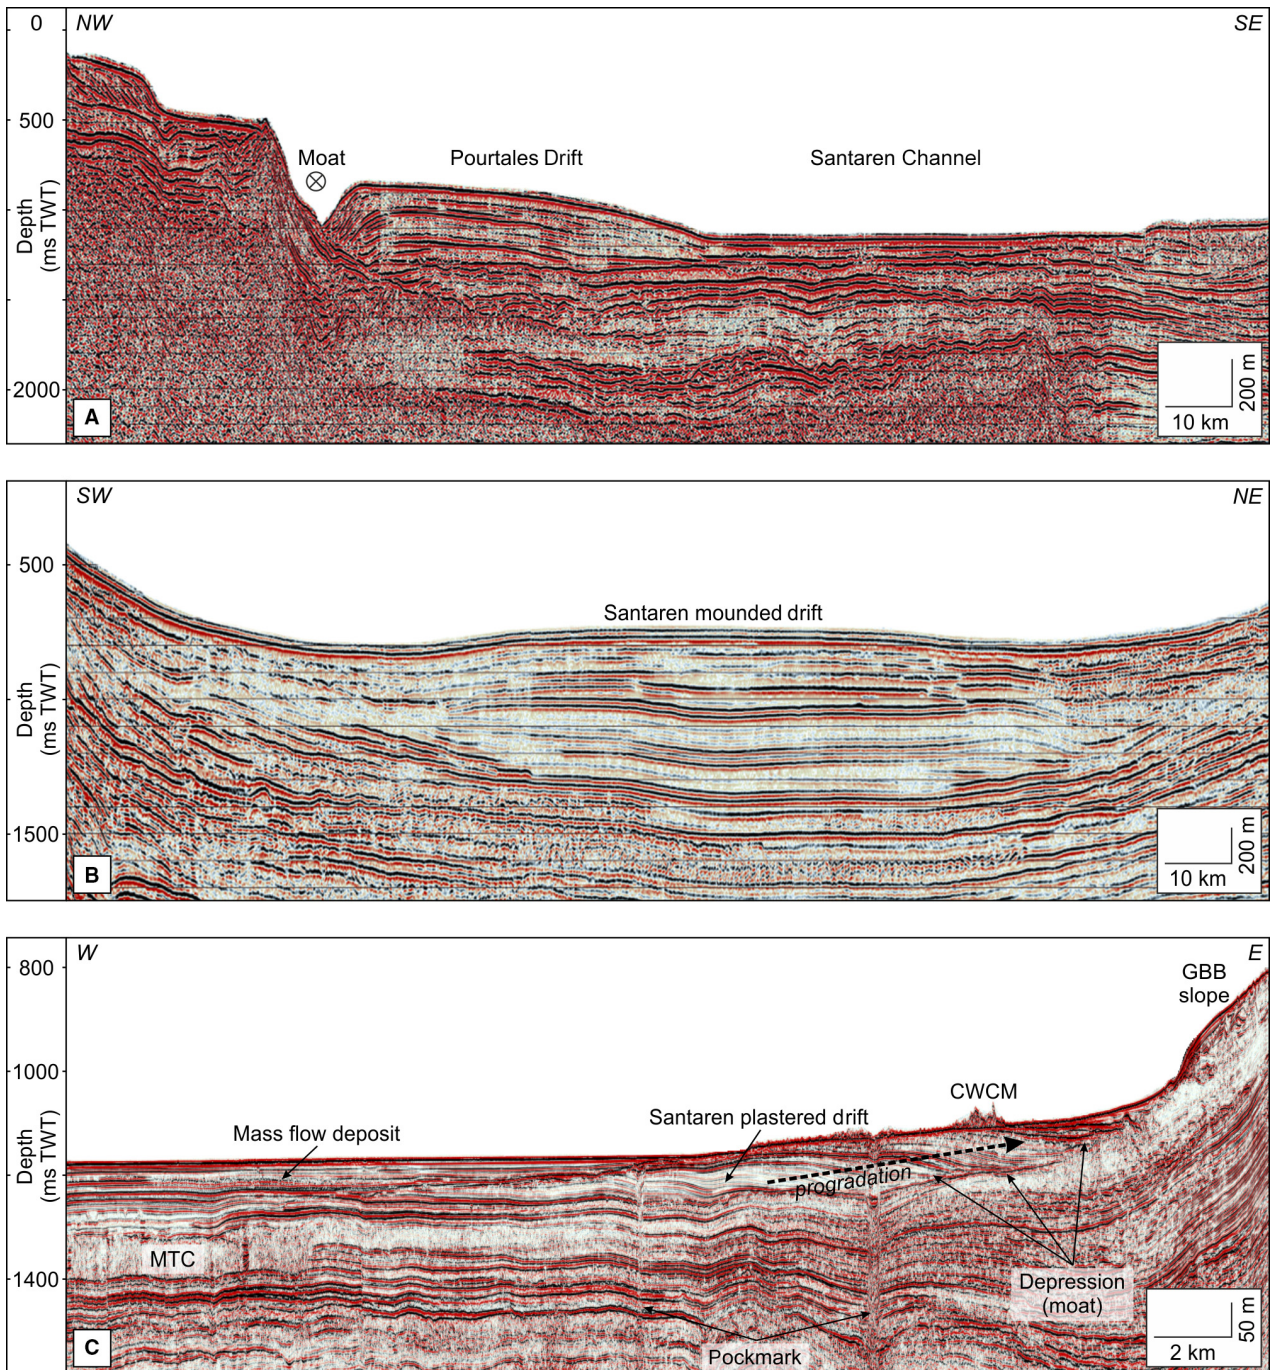 NW
SE
0
500
Depth
(ms TWT)
2000
Moat
Pourtales Drift
Santaren Channel
200 m
10 km
A
SW
NE
500
Depth
(ms TWT)
1500
Santaren mounded drift
200 m
10 km
B
W
E
800
1000
Depth
(ms TWT)
1400
GBB
slope
CWCM
Santaren plastered drift
Mass flow deposit
progradation
MTC
Depression
(moat)
Pockmark
50 m
2 km
C